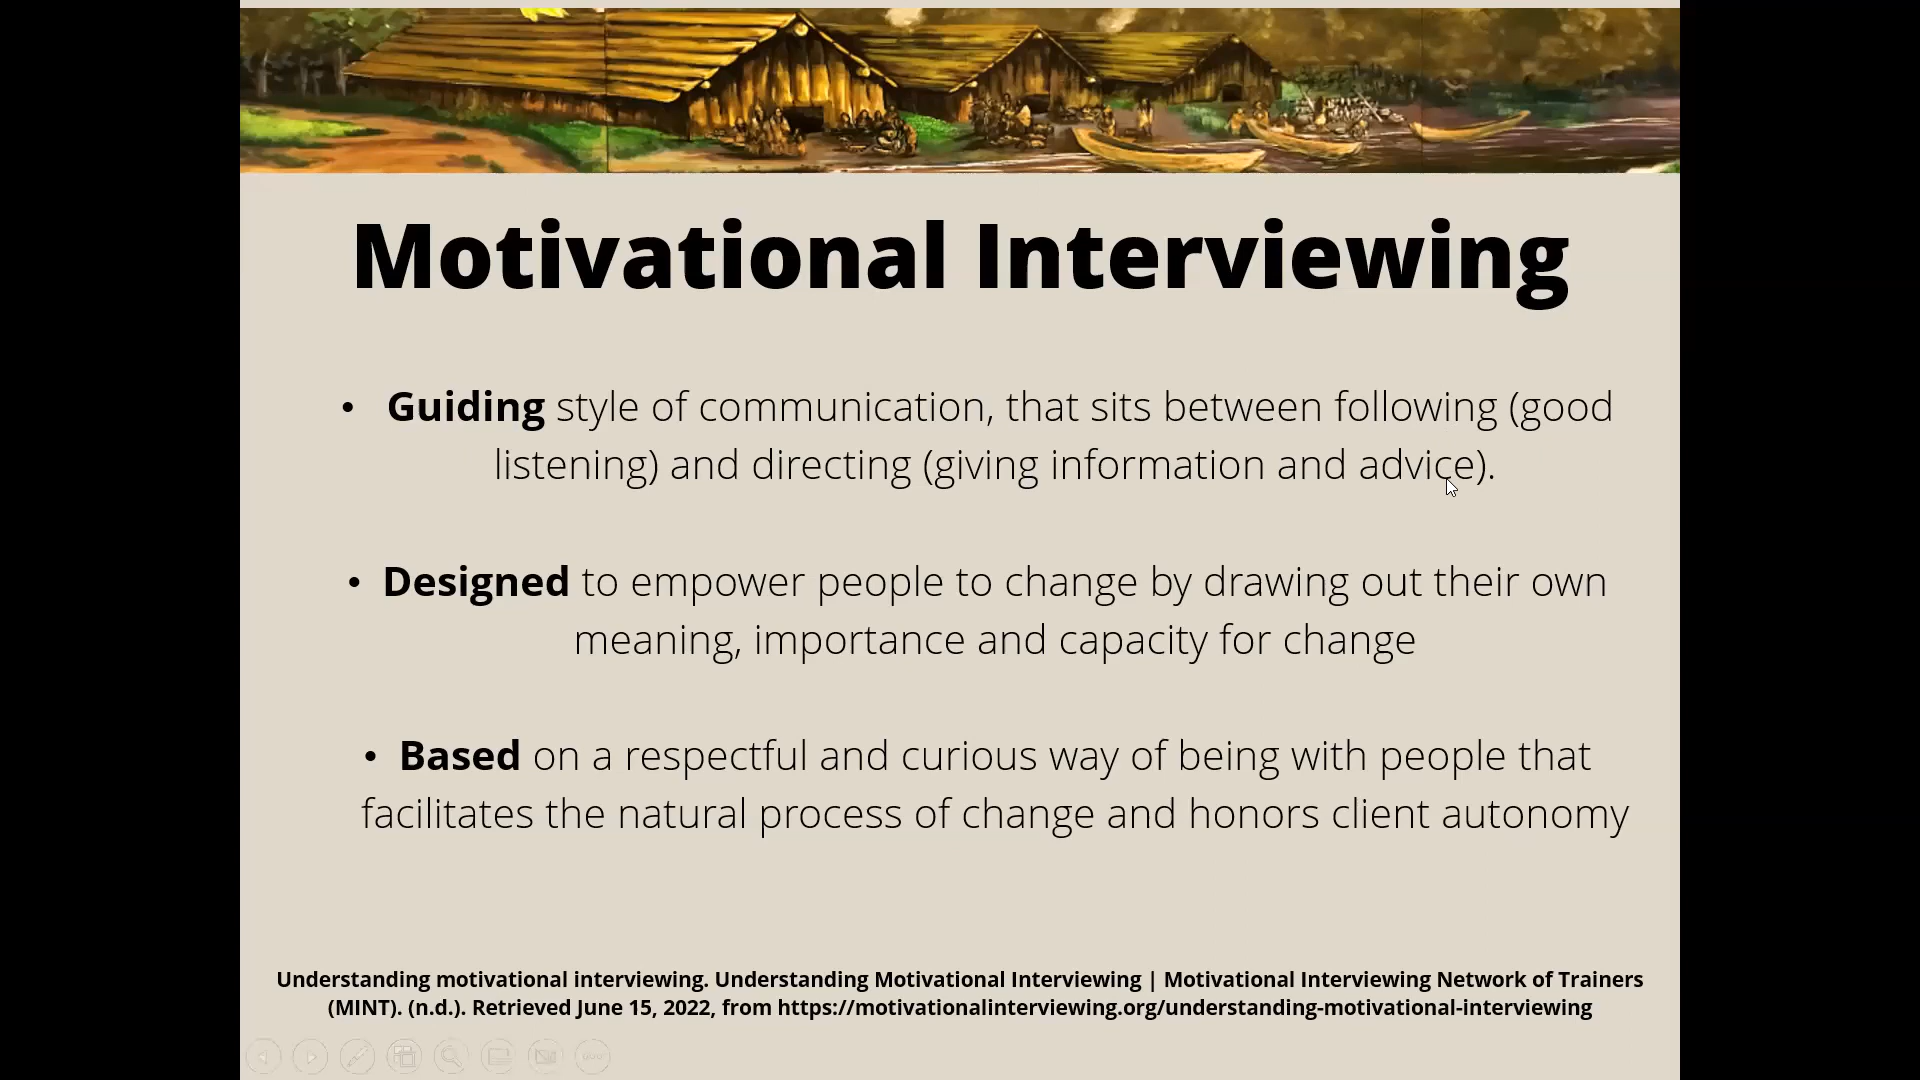 Motivational Interviewing
• Guiding style of communication, that sits between following (good
listening) and directing (giving information and advice).
• Designed to empower people to change by drawing out their own
meaning, importance and capacity for change
• Based on a respectful and curious way of being with people that
facilitates the natural process of change and honors client autonomy
Understanding motivational interviewing. Understanding Motivational Interviewing | Motivational Interviewing Network of Trainers
(MINT). (n.d.). Retrieved June 15, 2022, from https://motivationalinterviewing.org/understanding-motivational-interviewing